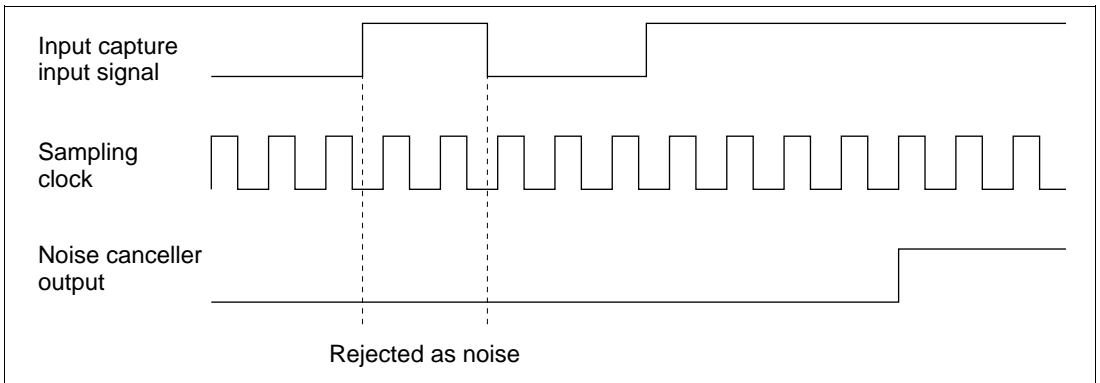 Input capture
input signal
Sampling
clock
Noise canceller
output
Rejected as noise